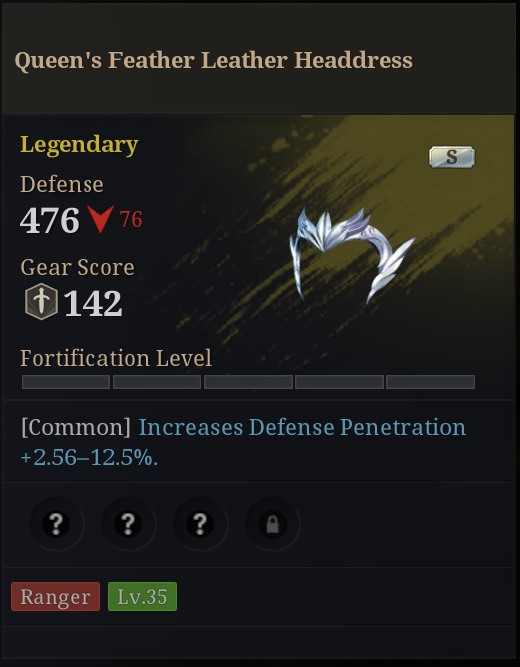 Queen's Feather Leather Headdress
Legendary
S
Defense
476 76
Gear Score
142
Fortification Level
[Common] Increases Defense Penetration
+2.56–12.5%.
? ? ?
Ranger Lv.35